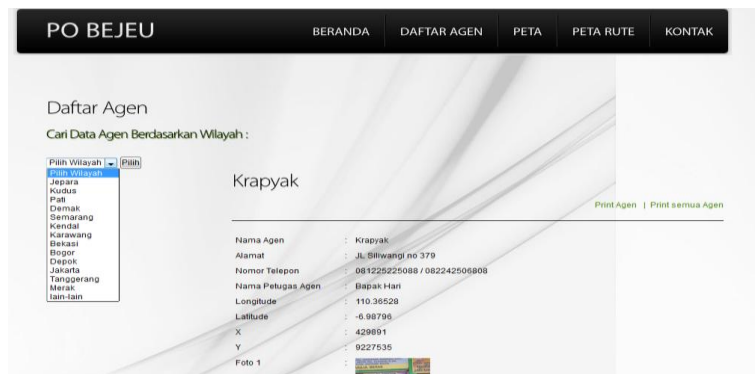 PO BEJEU
BERANDA DAFTAR AGEN PETA PETA RUTE KONTAK
Daftar Agen
Cari Data Agen Berdasarkan Wilayah :
Pilih Wilayah Pilih
Pilih Wilayah
Jepara
Kudus
Pati
Demak
Semarang
Kendal
Karawang
Bekasi
Bogor
Depok
Jakarta
Tanggerang
Merak
lain-lain
Krapyak
Print Agen | Print semua Agen
Nama Agen : Krapyak
Alamat : JL Siliwangi no 379
Nomor Telepon : 081225225088 / 082242506808
Nama Petugas Agen : Bapak Hari
Longitude : 110.36528
Latitude : -6.98796
X : 429891
Y : 9227535
Foto 1 :